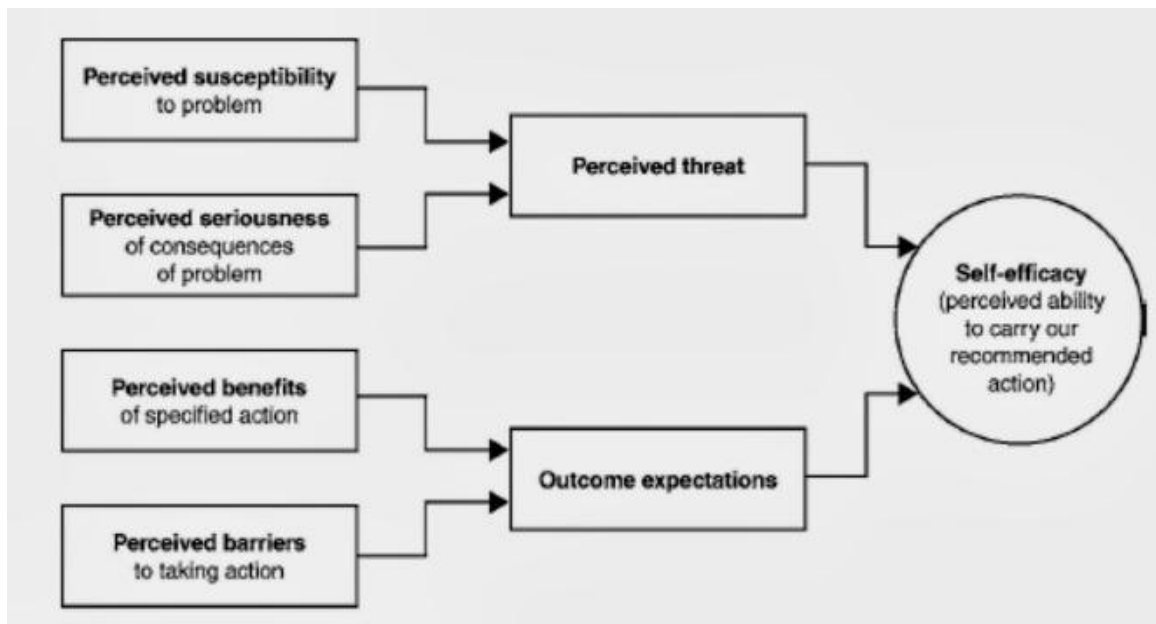 Perceived susceptibility
to problem
Perceived seriousness
of consequences
of problem
Perceived threat
Perceived benefits
of specified action
Perceived barriers
to taking action
Outcome expectations
Self-efficacy
(perceived ability
to carry our
recommended
action)